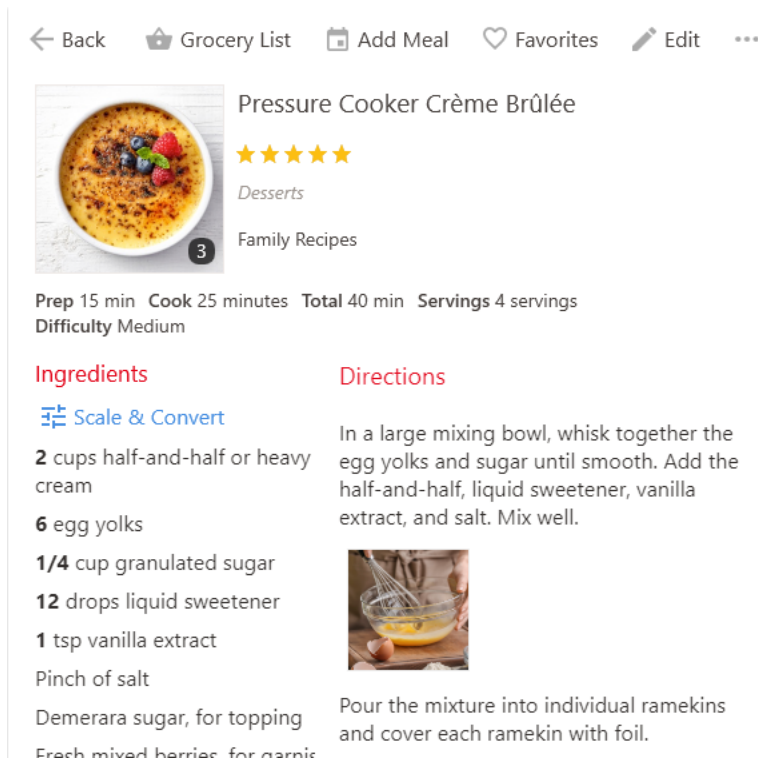 Back Grocery List Add Meal Favorites Edit
Pressure Cooker Crème Brûlée
Desserts
3
Family Recipes
Prep 15 min Cook 25 minutes Total 40 min Servings 4 servings
Difficulty Medium
Ingredients
Scale & Convert
2 cups half-and-half or heavy
cream
6 egg yolks
1/4 cup granulated sugar
12 drops liquid sweetener
1 tsp vanilla extract
Pinch of salt
Demerara sugar, for topping
Fresh mixed berries, for garnis
Directions
In a large mixing bowl, whisk together the
egg yolks and sugar until smooth. Add the
half-and-half, liquid sweetener, vanilla
extract, and salt. Mix well.
Pour the mixture into individual ramekins
and cover each ramekin with foil.